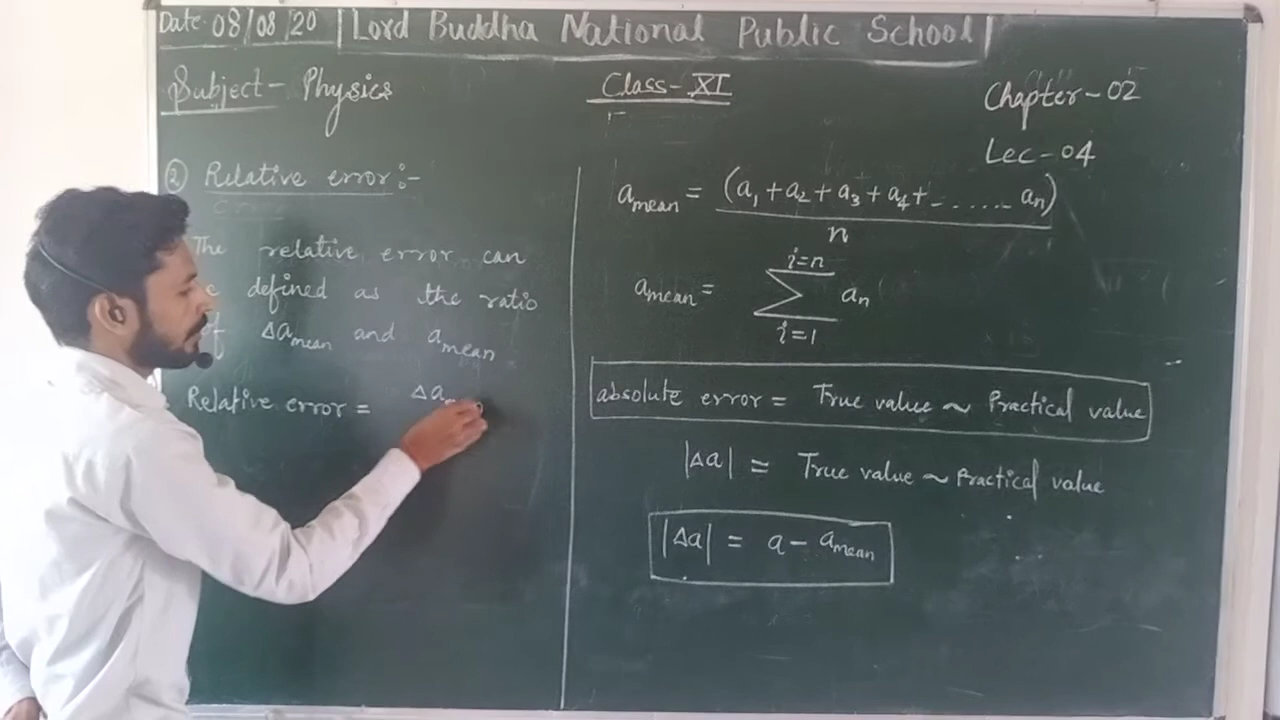 Date 08/08/20 | Lord Buddha National Public School |
Subject - Physics
Class - XI
Chapter - 02
Lec - 04
② Relative error :-
The relative error can
defined as the ratio
of Δa_mean and a_mean
Relative error = Δa
a_mean = (a₁ + a₂ + a₃ + a₄ + - ...... aₙ)
n
i=n
a_mean = ∑ aₙ
i=1
absolute error = True value ~ Practical value
|Δa| = True value ~ Practical value
|Δa| = a - a_mean